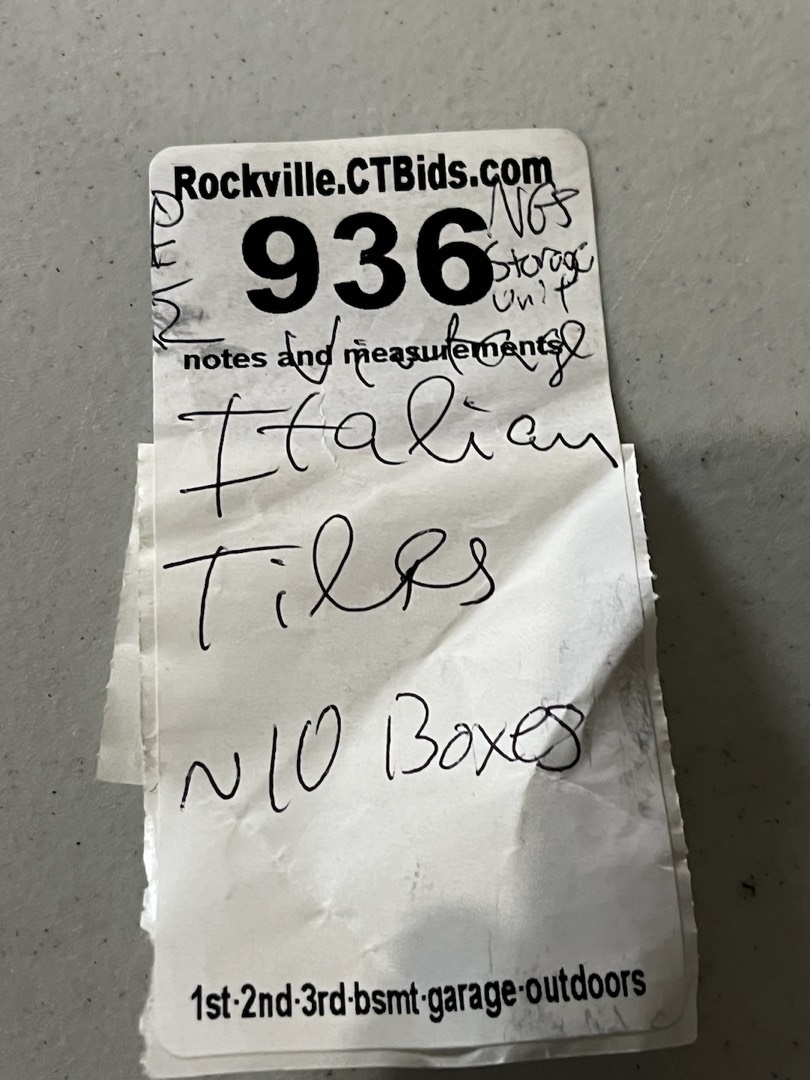 Rockville.CTBids.com
936
Storage
Unit
notes and measurements
Vintage
Italian
Tiles
~10 Boxes
1st·2nd·3rd·bsmt·garage·outdoors